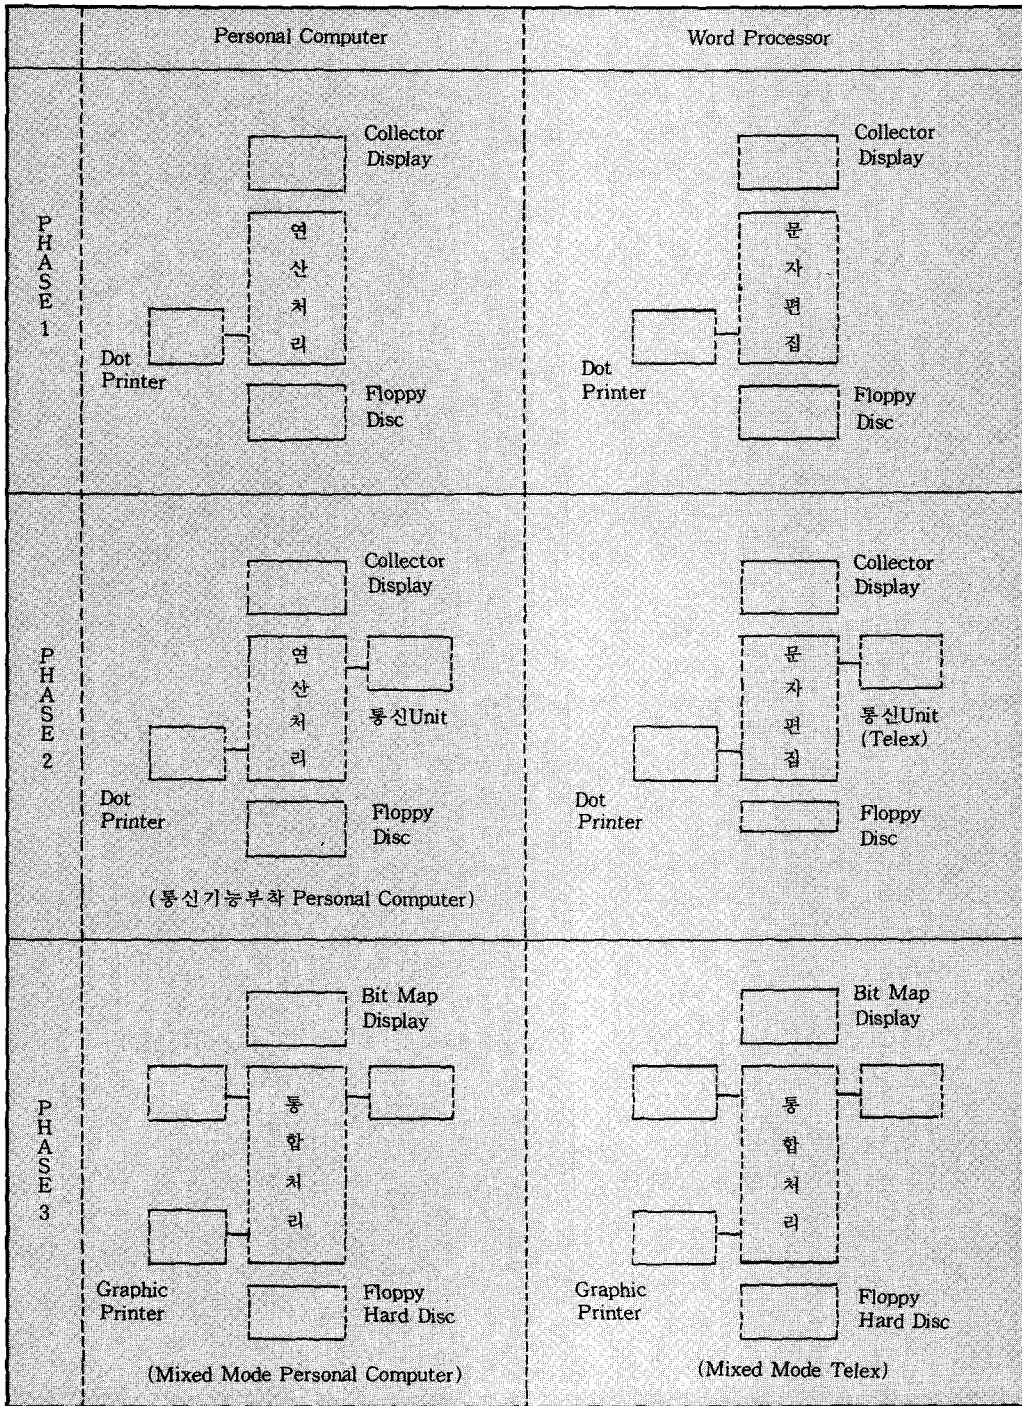 Personal Computer
Word Processor
PHASE 1
Collector
Display
연산처리
Dot
Printer
Floppy
Disc
Collector
Display
문자편집
Dot
Printer
Floppy
Disc
PHASE 2
Collector
Display
연산처리
통신Unit
Dot
Printer
Floppy
Disc
(통신기능부착 Personal Computer)
Collector
Display
문자편집
통신Unit
(Telex)
Dot
Printer
Floppy
Disc
PHASE 3
Bit Map
Display
통합처리
Graphic
Printer
Floppy
Hard Disc
(Mixed Mode Personal Computer)
Bit Map
Display
통합처리
Graphic
Printer
Floppy
Hard Disc
(Mixed Mode Telex)